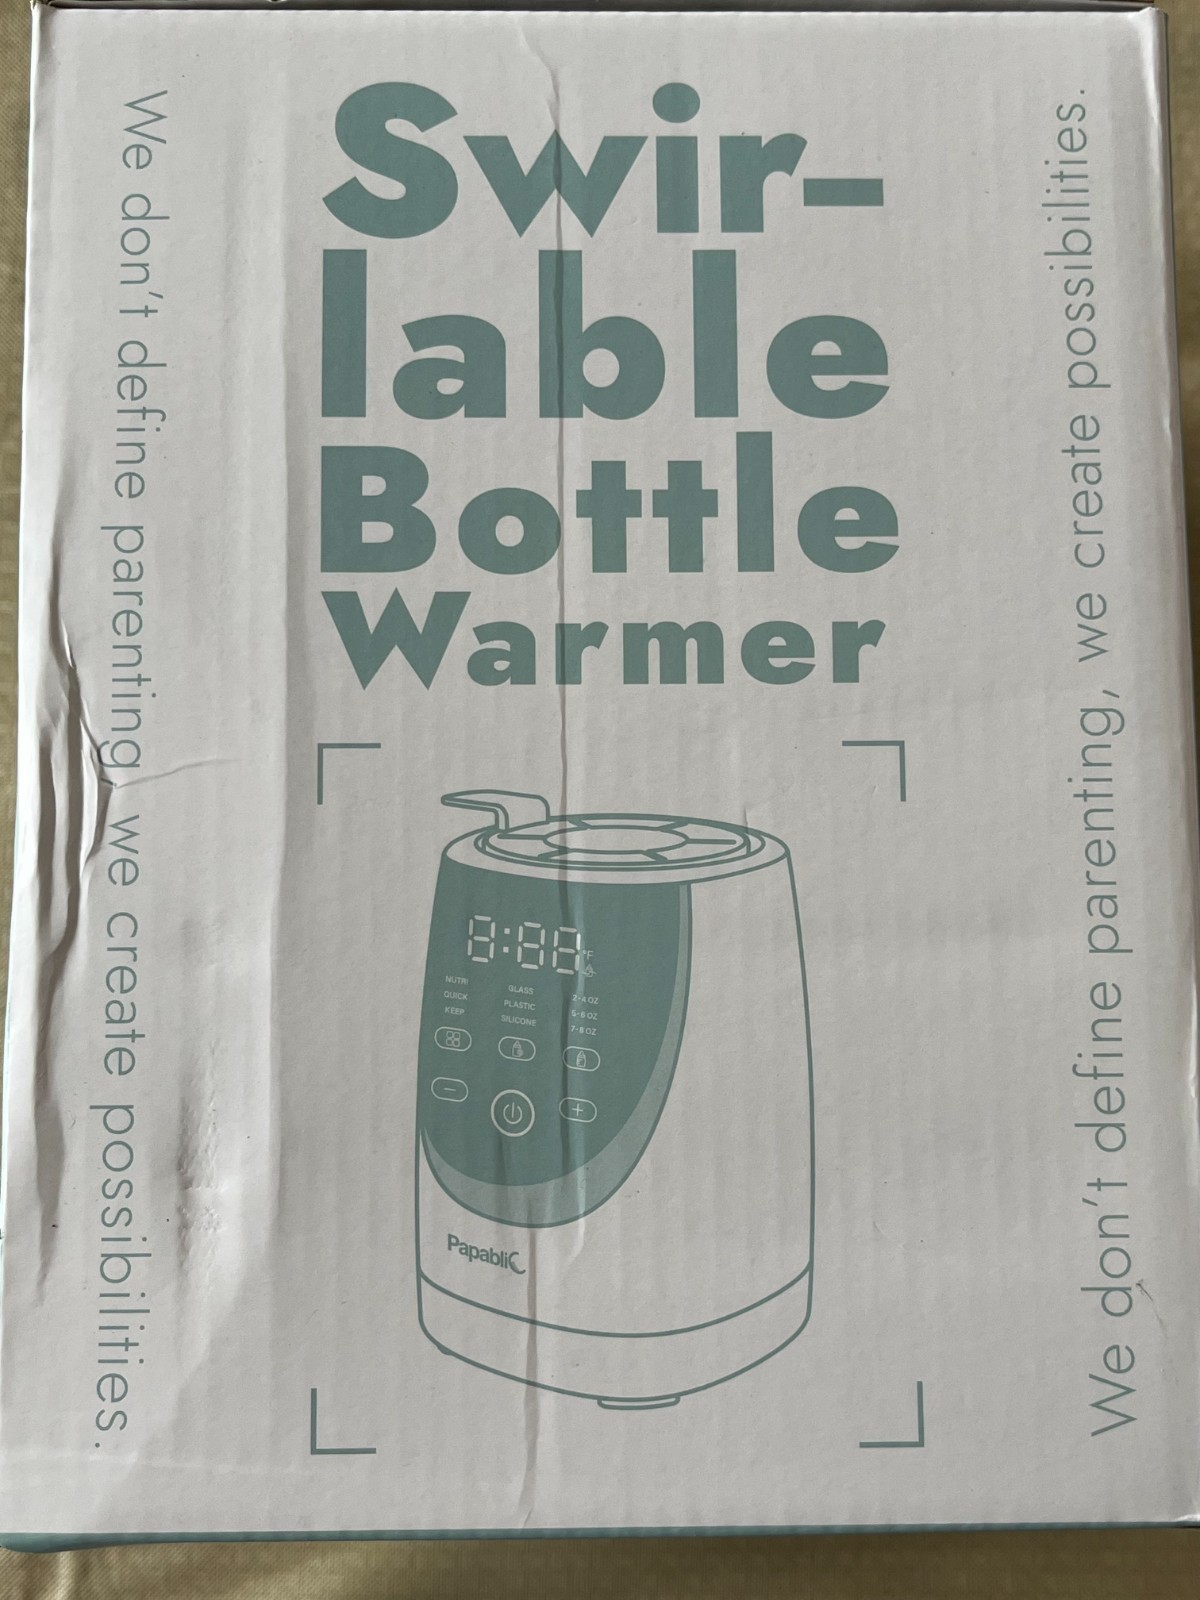 We don't define parenting, we create possibilities.
Swir-
lable
Bottle
Warmer
8:88 °F
NUTRI
QUICK
KEEP
GLASS
PLASTIC
SILICONE
2-4 OZ
5-6 OZ
7-8 OZ
PapabliC
We don't define parenting, we create possibilities.